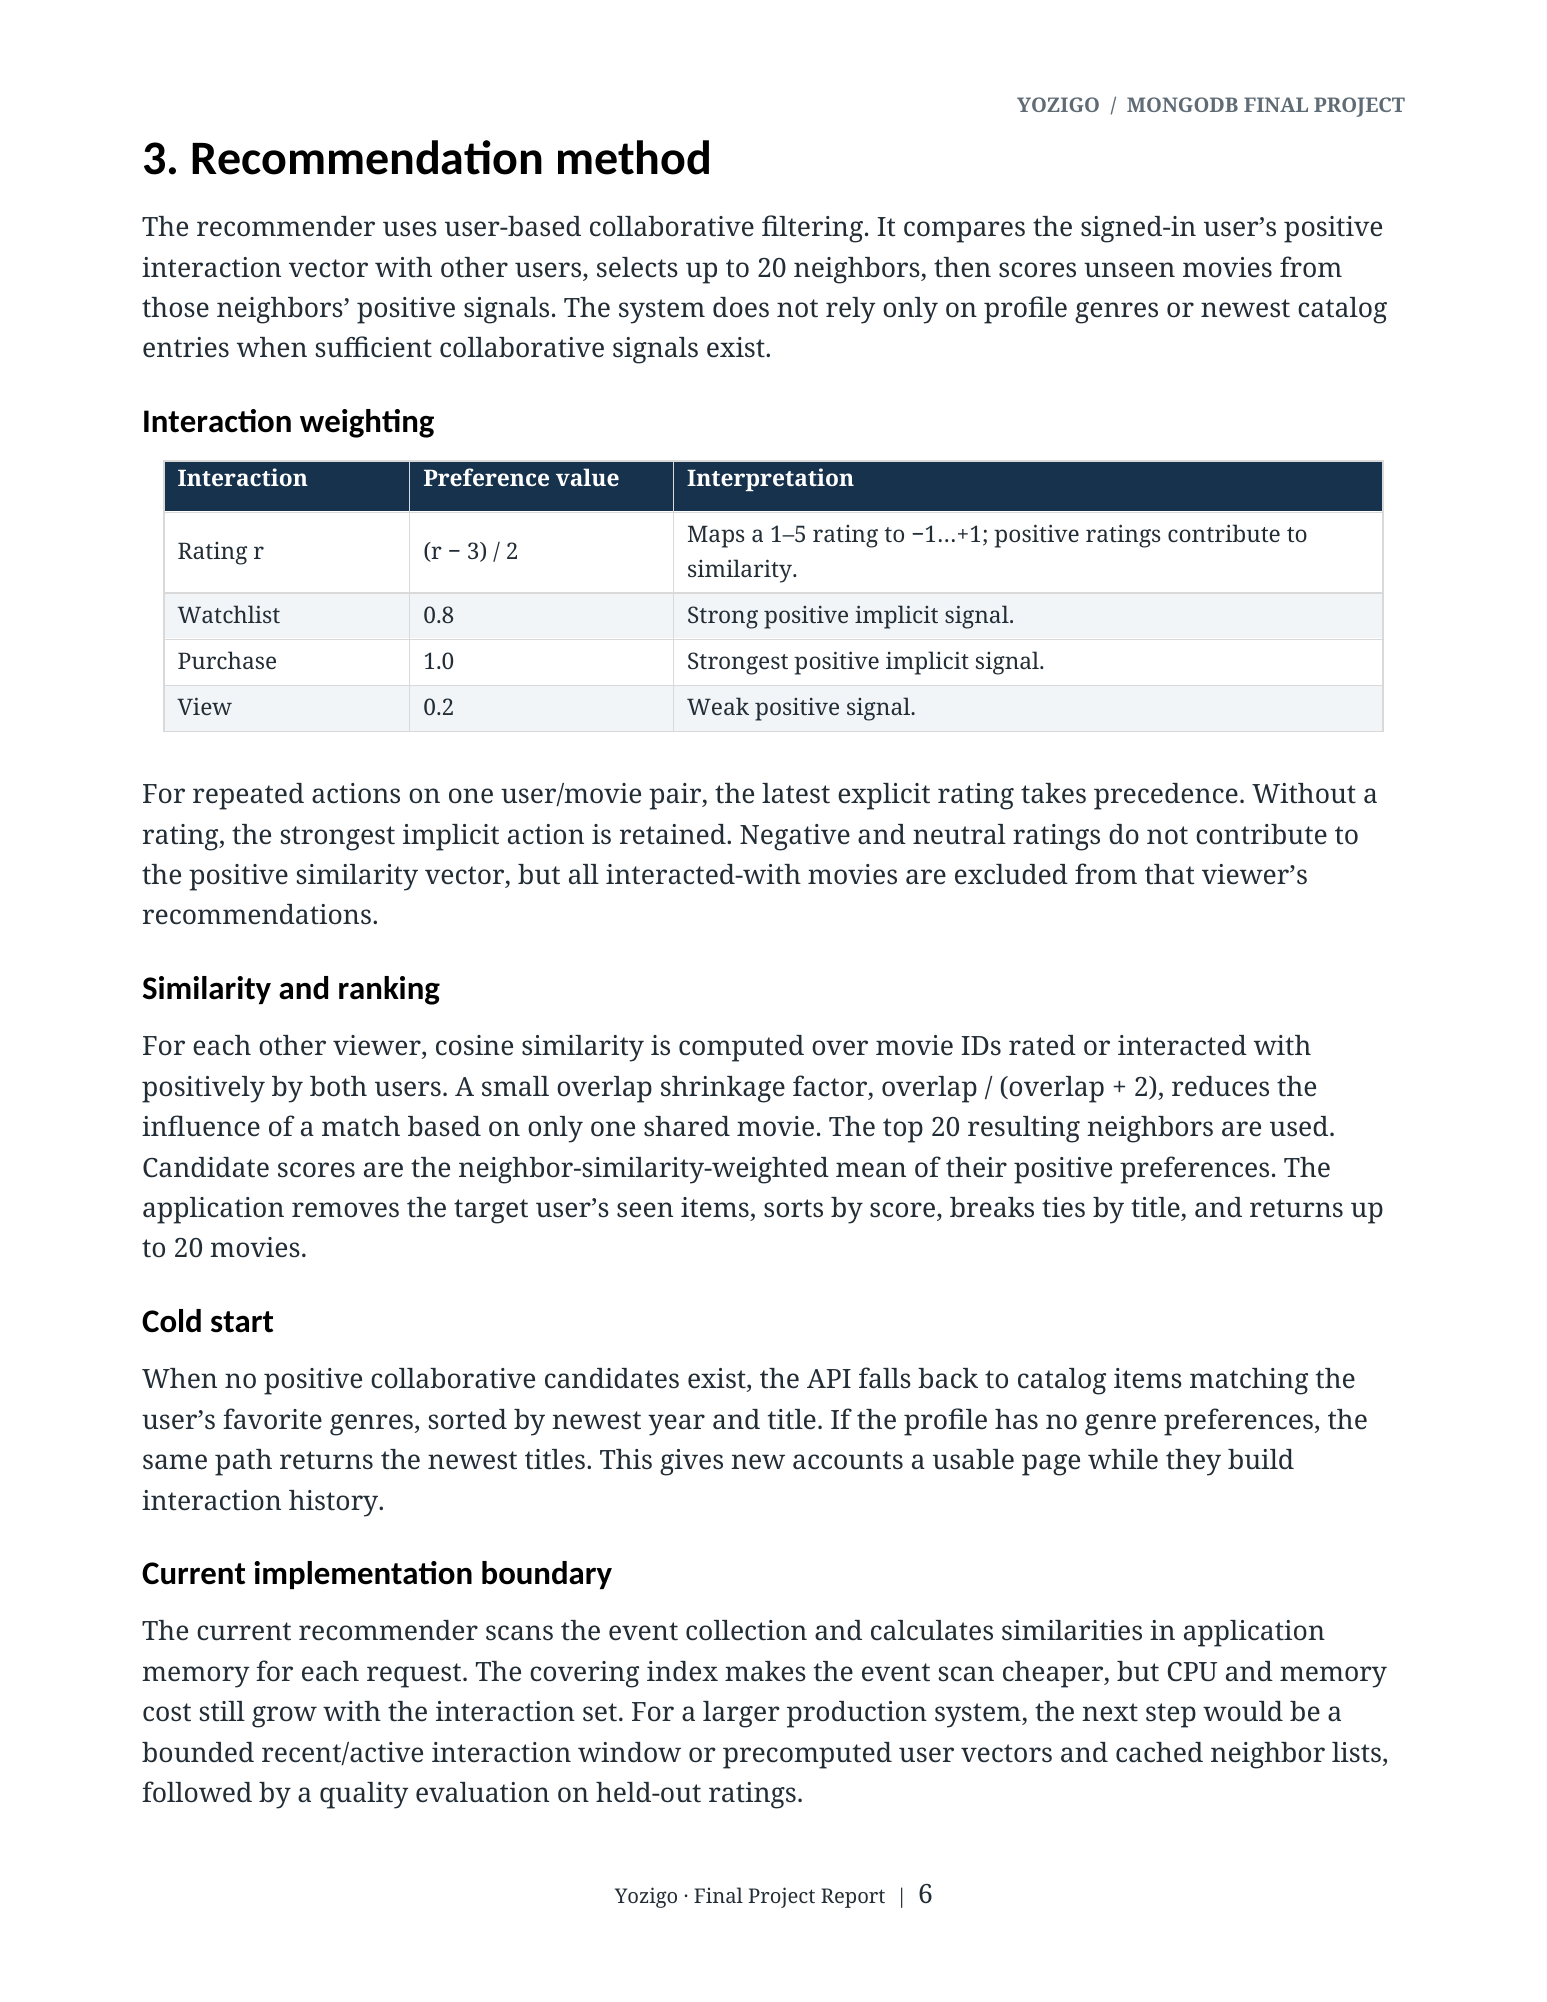 YOZIGO / MONGODB FINAL PROJECT
3. Recommendation method
The recommender uses user-based collaborative filtering. It compares the signed-in user’s positive
interaction vector with other users, selects up to 20 neighbors, then scores unseen movies from
those neighbors’ positive signals. The system does not rely only on profile genres or newest catalog
entries when sufficient collaborative signals exist.
Interaction weighting
Interaction Preference value Interpretation
Rating r (r − 3) / 2 Maps a 1–5 rating to −1…+1; positive ratings contribute to
similarity.
Watchlist 0.8 Strong positive implicit signal.
Purchase 1.0 Strongest positive implicit signal.
View 0.2 Weak positive signal.
For repeated actions on one user/movie pair, the latest explicit rating takes precedence. Without a
rating, the strongest implicit action is retained. Negative and neutral ratings do not contribute to
the positive similarity vector, but all interacted-with movies are excluded from that viewer’s
recommendations.
Similarity and ranking
For each other viewer, cosine similarity is computed over movie IDs rated or interacted with
positively by both users. A small overlap shrinkage factor, overlap / (overlap + 2), reduces the
influence of a match based on only one shared movie. The top 20 resulting neighbors are used.
Candidate scores are the neighbor-similarity-weighted mean of their positive preferences. The
application removes the target user’s seen items, sorts by score, breaks ties by title, and returns up
to 20 movies.
Cold start
When no positive collaborative candidates exist, the API falls back to catalog items matching the
user’s favorite genres, sorted by newest year and title. If the profile has no genre preferences, the
same path returns the newest titles. This gives new accounts a usable page while they build
interaction history.
Current implementation boundary
The current recommender scans the event collection and calculates similarities in application
memory for each request. The covering index makes the event scan cheaper, but CPU and memory
cost still grow with the interaction set. For a larger production system, the next step would be a
bounded recent/active interaction window or precomputed user vectors and cached neighbor lists,
followed by a quality evaluation on held-out ratings.
Yozigo · Final Project Report | 6